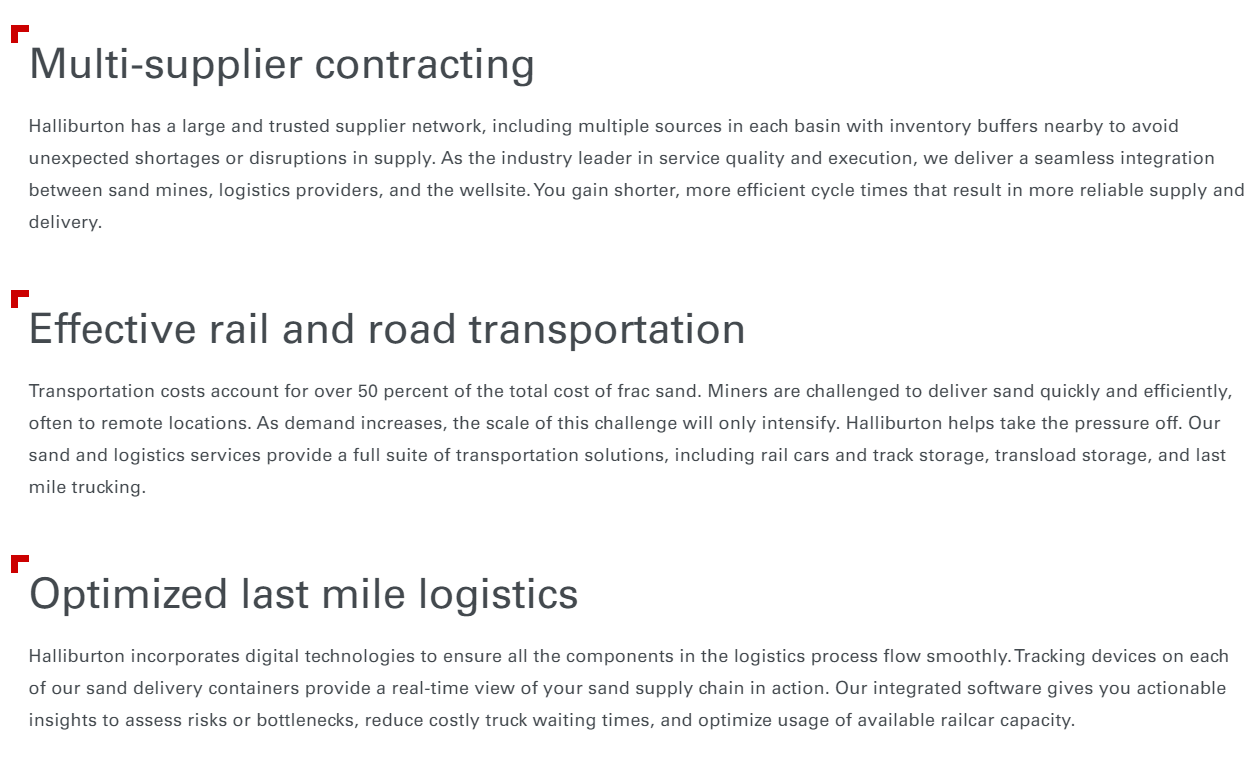 Multi-supplier contracting
Halliburton has a large and trusted supplier network, including multiple sources in each basin with inventory buffers nearby to avoid
unexpected shortages or disruptions in supply. As the industry leader in service quality and execution, we deliver a seamless integration
between sand mines, logistics providers, and the wellsite. You gain shorter, more efficient cycle times that result in more reliable supply and
delivery.
Effective rail and road transportation
Transportation costs account for over 50 percent of the total cost of frac sand. Miners are challenged to deliver sand quickly and efficiently,
often to remote locations. As demand increases, the scale of this challenge will only intensify. Halliburton helps take the pressure off. Our
sand and logistics services provide a full suite of transportation solutions, including rail cars and track storage, transload storage, and last
mile trucking.
Optimized last mile logistics
Halliburton incorporates digital technologies to ensure all the components in the logistics process flow smoothly. Tracking devices on each
of our sand delivery containers provide a real-time view of your sand supply chain in action. Our integrated software gives you actionable
insights to assess risks or bottlenecks, reduce costly truck waiting times, and optimize usage of available railcar capacity.